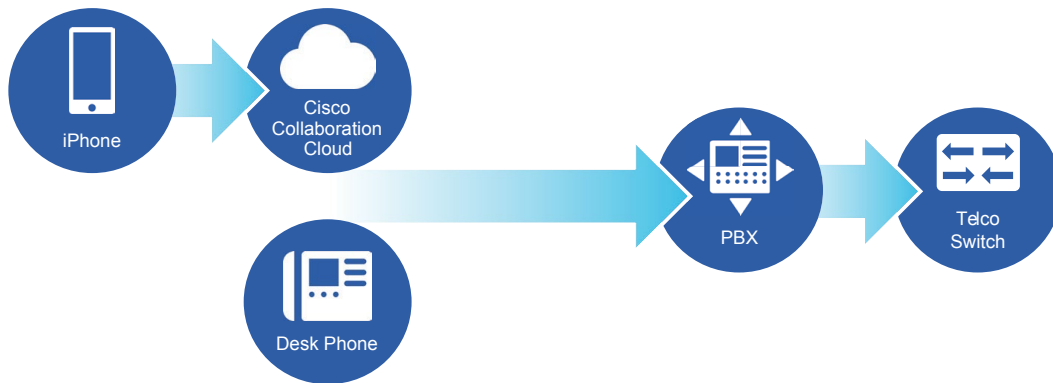 iPhone
Cisco
Collaboration
Cloud
PBX
Telco
Switch
Desk Phone